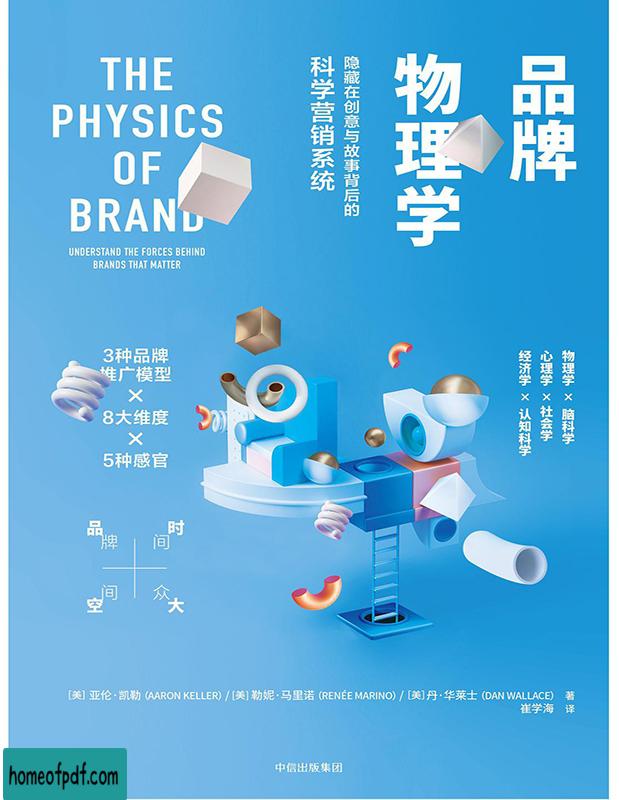 THE
PHYSICS
OF
BRAND
UNDERSTAND THE FORCES BEHIND
BRANDS THAT MATTER
品牌
物理学
隐藏在创意与故事背后的
科学营销系统
3种品牌
推广模型
×
8大维度
×
5种感官
物理学 × 脑科学
心理学 × 社会学
经济学 × 认知科学
品牌
时间
空间
大众
[美] 亚伦·凯勒 (AARON KELLER) / [美] 勒妮·马里诺 (RENÉE MARINO) / [美] 丹·华莱士 (DAN WALLACE) 著
崔学海 译
中信出版集团
homeofpdf.com